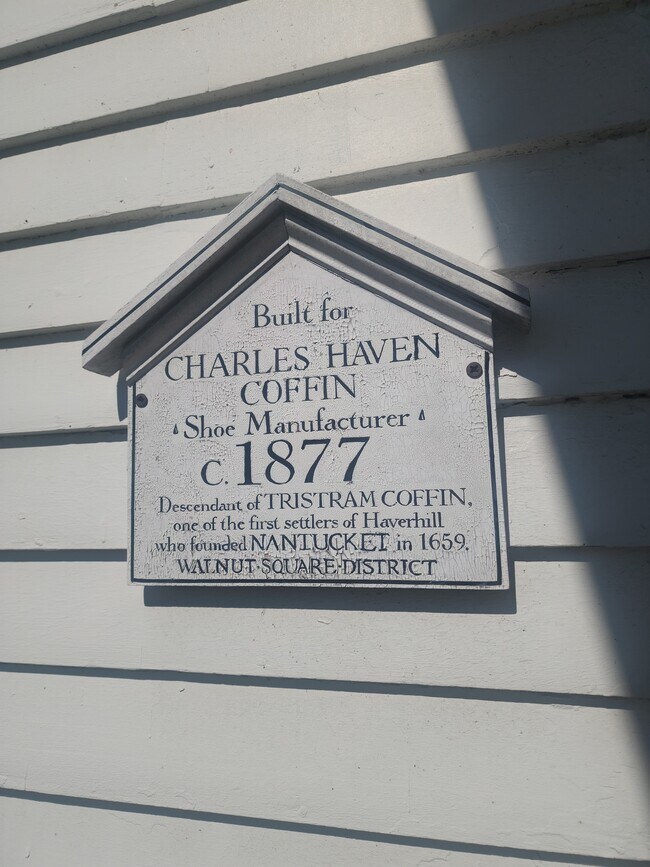 Built for
CHARLES HAVEN
COFFIN
Shoe Manufacturer
C. 1877
Descendant of TRISTRAM COFFIN,
one of the first settlers of Haverhill
who founded NANTUCKET in 1659.
WALNUT·SQUARE·DISTRICT